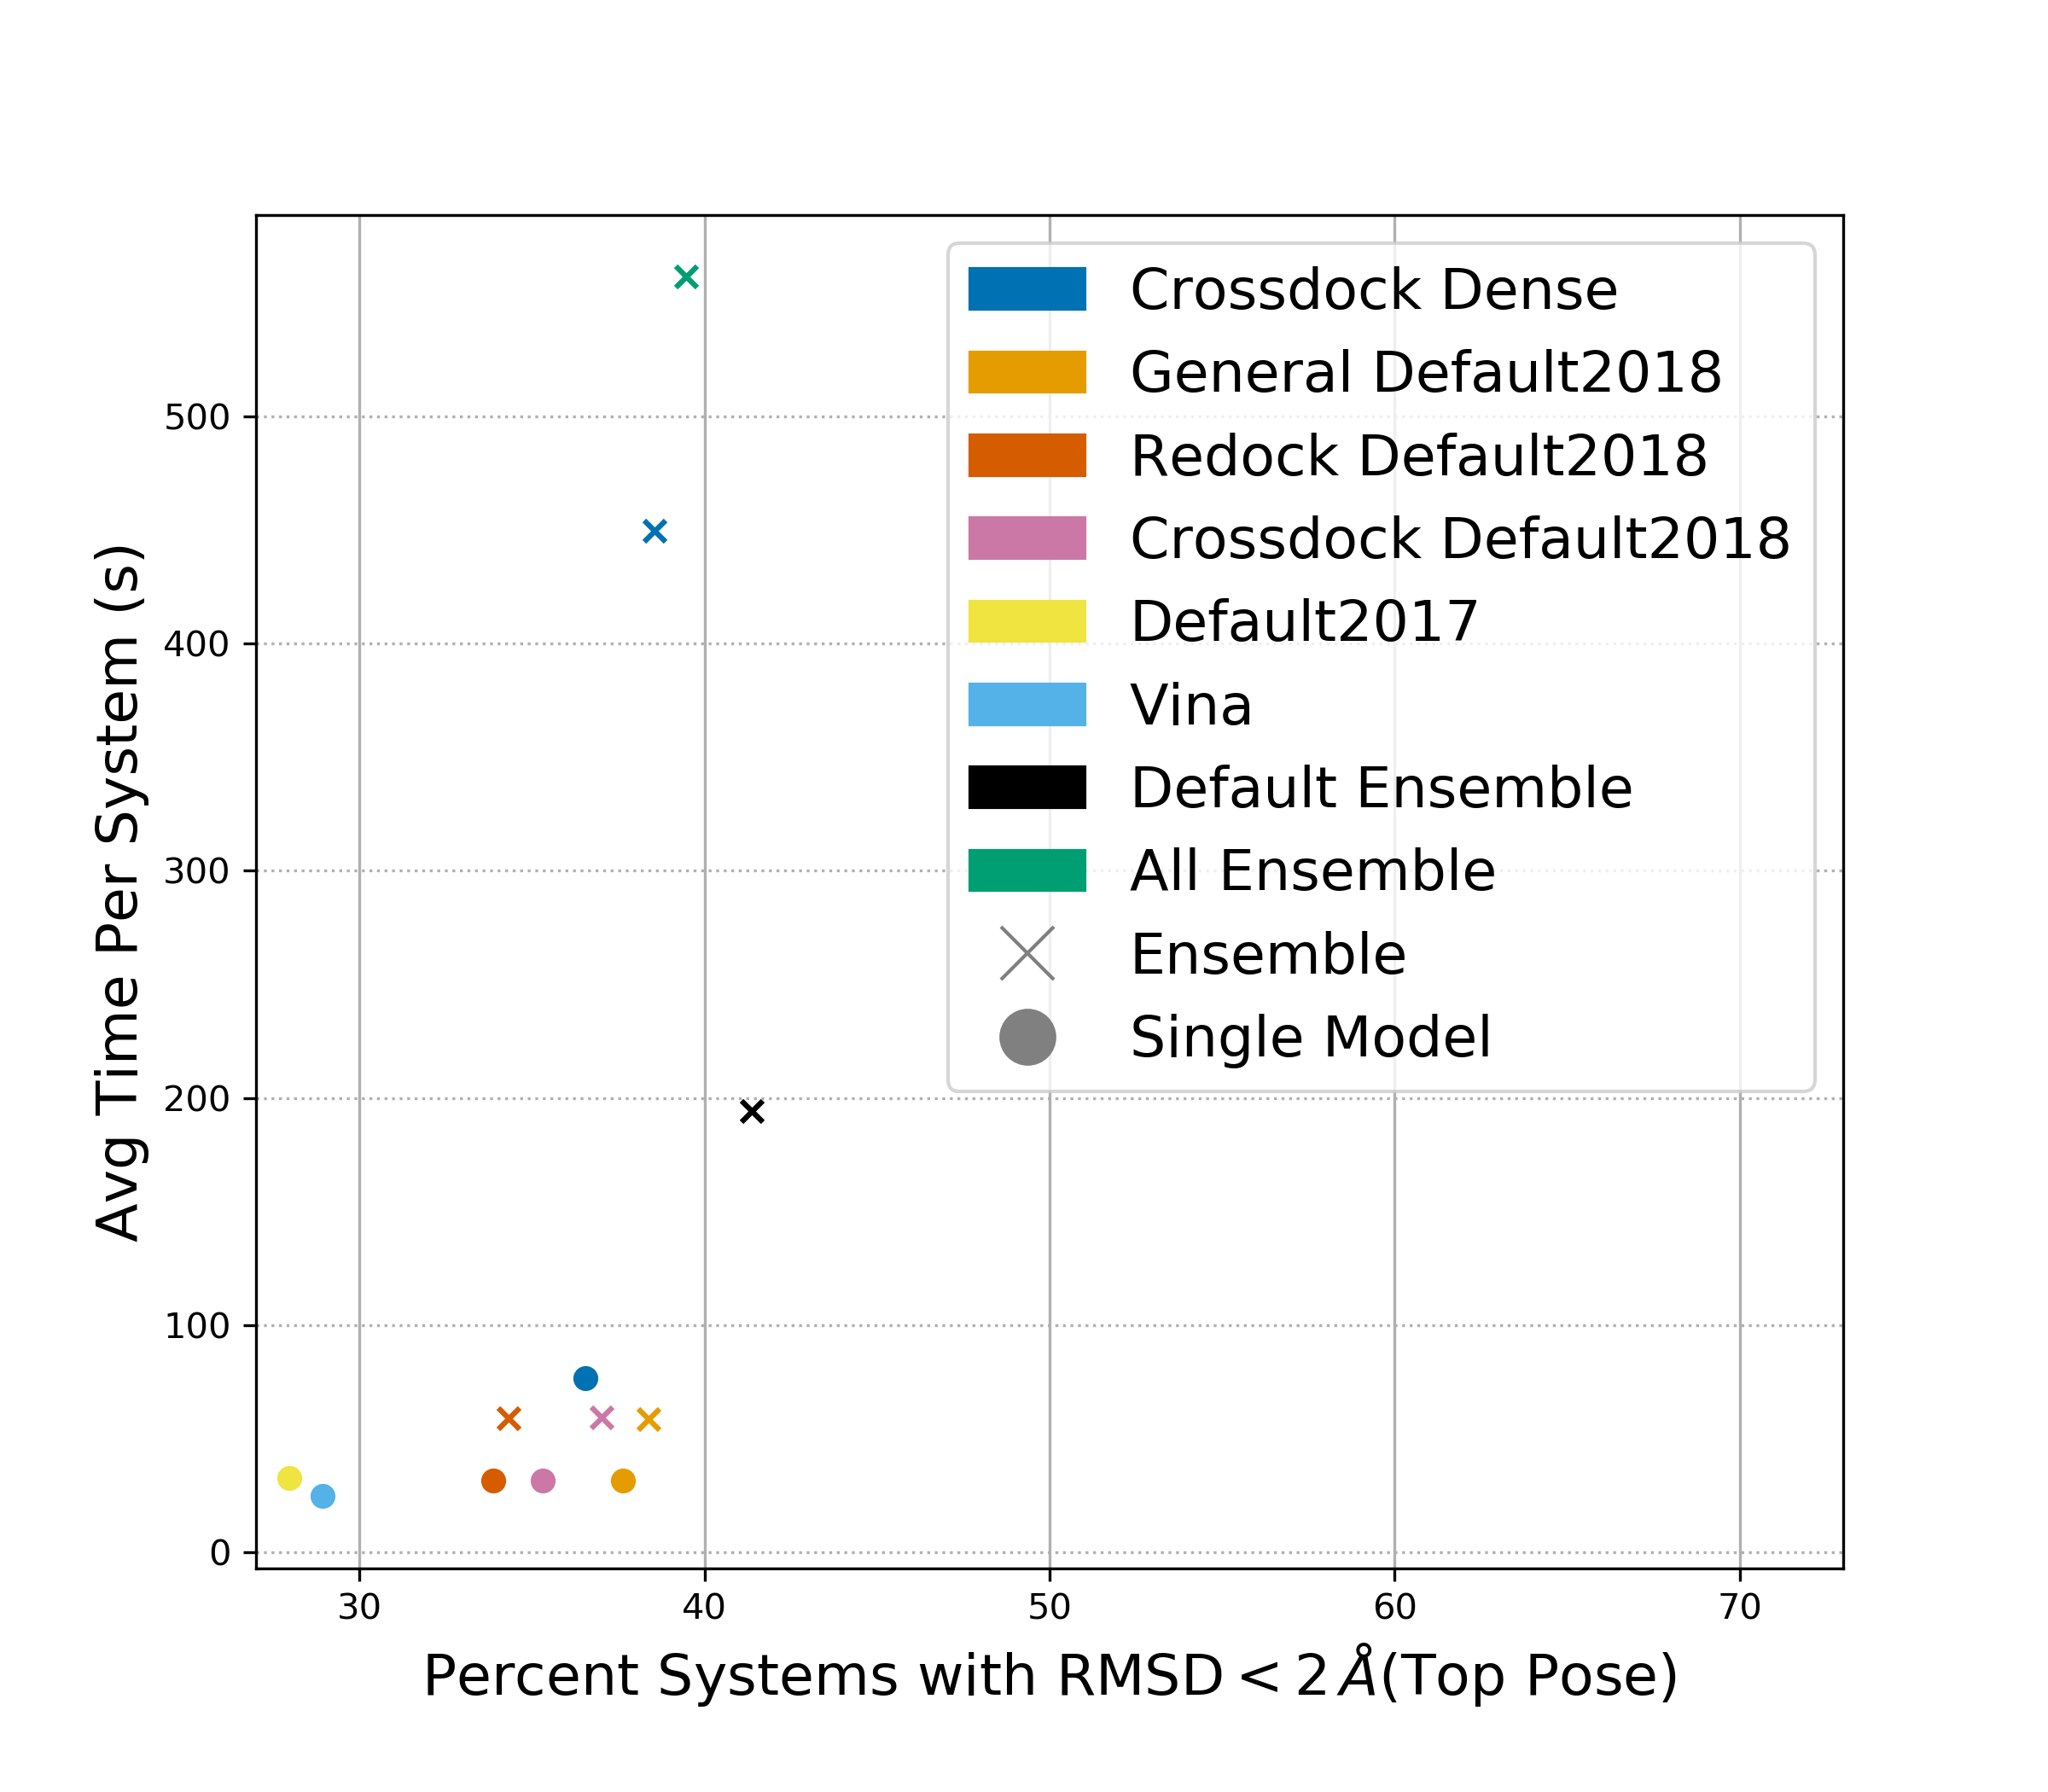 Crossdock Dense
General Default2018
Redock Default2018
Crossdock Default2018
Default2017
Vina
Default Ensemble
All Ensemble
Ensemble
Single Model
500
400
300
200
100
0
Avg Time Per System (s)
30 40 50 60 70
Percent Systems with RMSD < 2 Å(Top Pose)